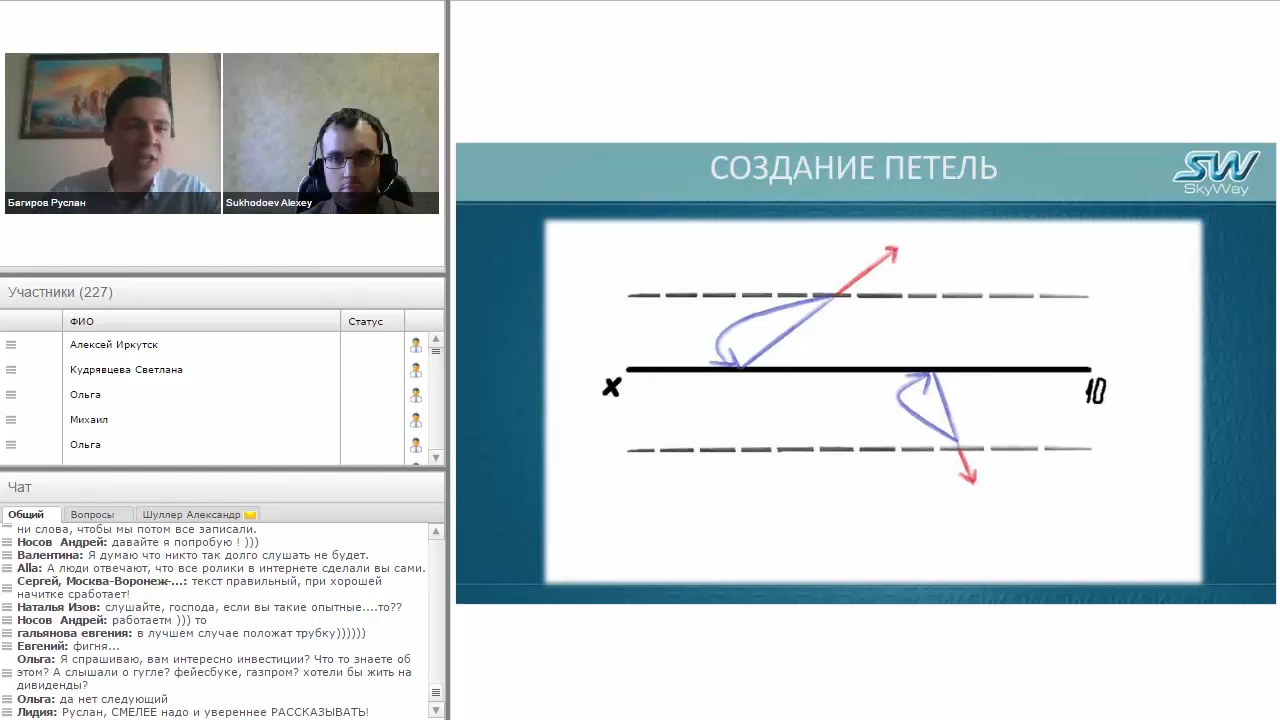 Багиров Руслан
Sukhodoev Alexey
Участники (227)
ФИО
Статус
Алексей Иркутск
Кудрявцева Светлана
Ольга
Михаил
Ольга
Чат
Общий
Вопросы
Шуллер Александр
ни слова, чтобы мы потом все записали.
Носов Андрей: давайте я попробую ! )))
Валентина: Я думаю что никто так долго слушать не будет.
Alla: А люди отвечают, что все ролики в интернете сделали вы сами.
Сергей, Москва-Воронеж-...: текст правильный, при хорошей
начитке сработает!
Наталья Изов: слушайте, господа, если вы такие опытные....то??
Носов Андрей: работаетм ))) то
гальянова евгения: в лучшем случае положат трубку))))))
Евгений: фигня...
Ольга: Я спрашиваю, вам интересно инвестиции? Что то знаете об
этом? А слышали о гугле? фейесбуке, газпром? хотели бы жить на
дивиденды?
Ольга: да нет следующий
Лидия: Руслан, СМЕЛЕЕ надо и увереннее РАССКАЗЫВАТЬ!
СОЗДАНИЕ ПЕТЕЛЬ
SW
SkyWay
x
10